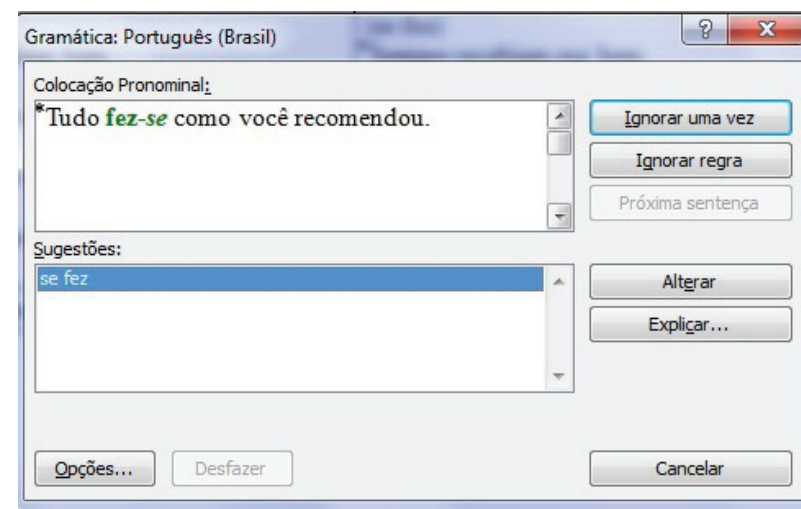 Gramática: Português (Brasil)
?
X
Colocação Pronominal:
*Tudo fez-se como você recomendou.
Ignorar uma vez
Ignorar regra
Próxima sentença
Sugestões:
se fez
Alterar
Explicar...
Opções...
Desfazer
Cancelar